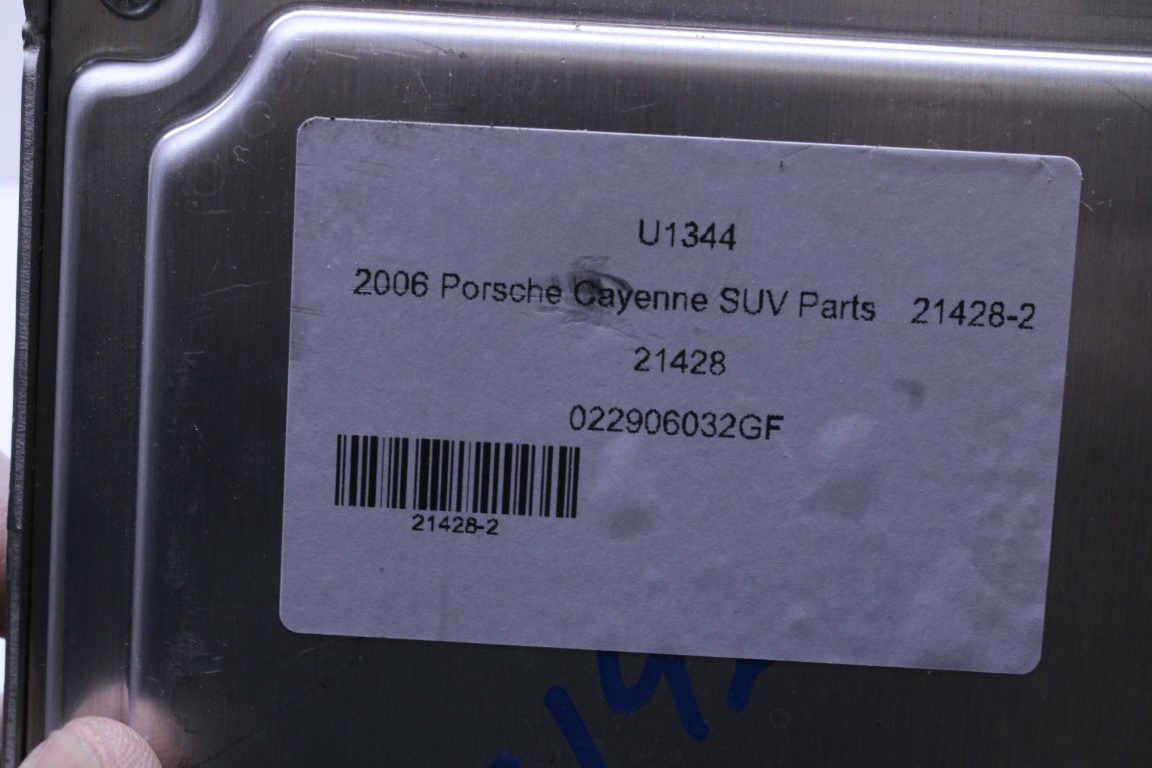 U1344
2006 Porsche Cayenne SUV Parts 21428-2
21428
022906032GF
21428-2